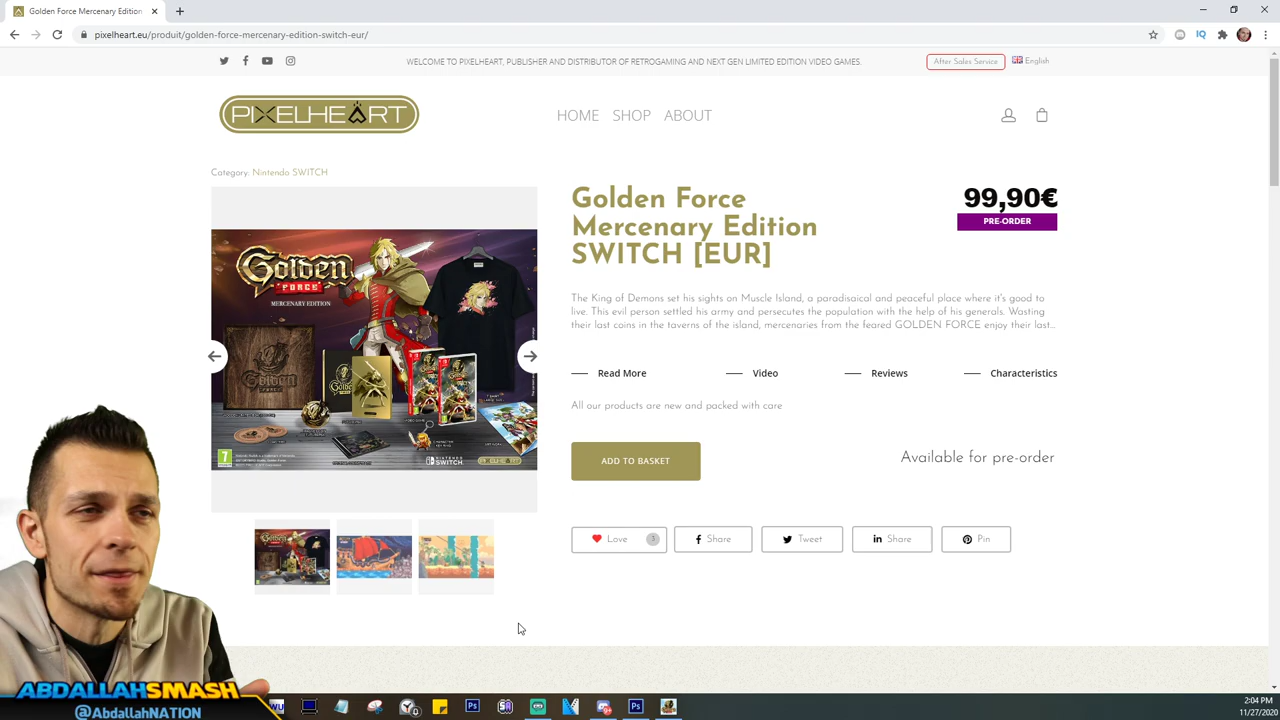 Golden Force Mercenary Edition
pixelheart.eu/produit/golden-force-mercenary-edition-switch-eur/
WELCOME TO PIXELHEART, PUBLISHER AND DISTRIBUTOR OF RETROGAMING AND NEXT GEN LIMITED EDITION VIDEO GAMES.
After Sales Service
English
PIXELHEART
HOME SHOP ABOUT
Category: Nintendo SWITCH
Golden Force
Mercenary Edition
SWITCH [EUR]
99,90€
PRE-ORDER
The King of Demons set his sights on Muscle Island, a paradisaical and peaceful place where it's good to
live. This evil person settled his army and persecutes the population with the help of his generals. Wasting
their last coins in the taverns of the island, mercenaries from the feared GOLDEN FORCE enjoy their last...
Read More
Video
Reviews
Characteristics
All our products are new and packed with care
ADD TO BASKET
Available for pre-order
Love 3
Share
Tweet
Share
Pin
Golden
FORCE
MERCENARY EDITION
7
NINTENDO
SWITCH
ABDALLAHSMASH
@AbdallahNATION
2:04 PM
11/27/2020